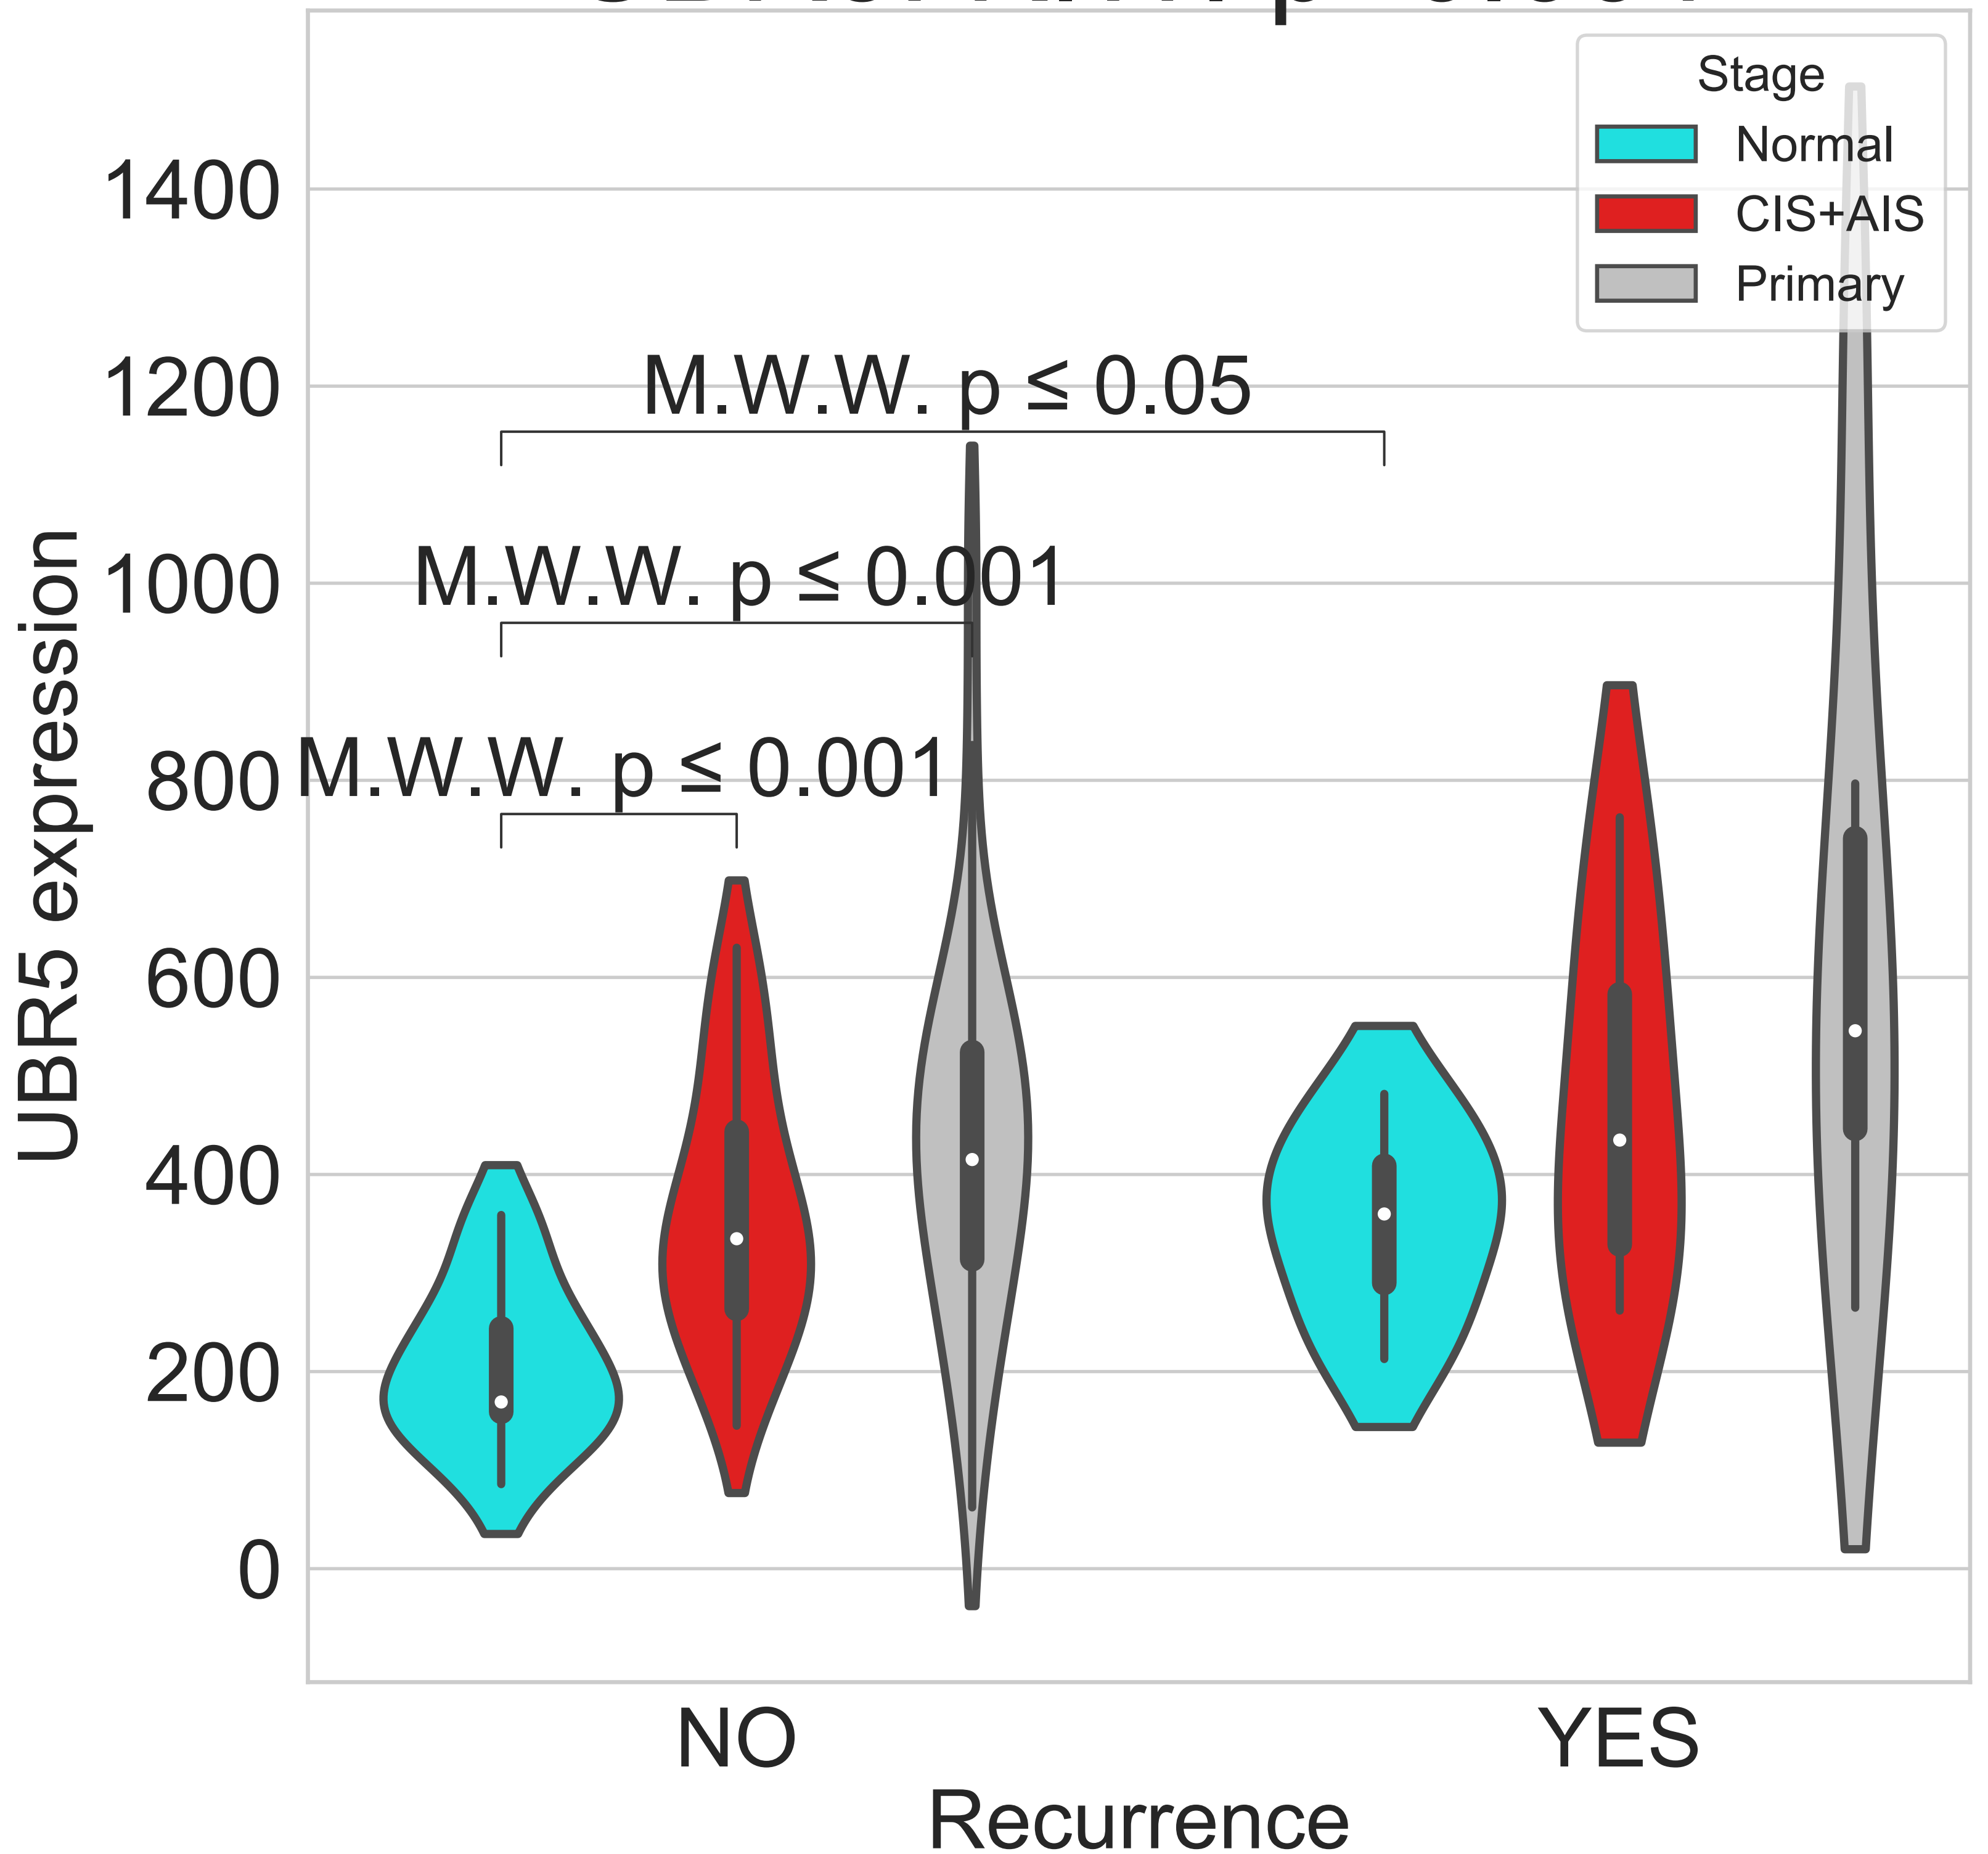 Stage
Normal
CIS+AIS
Primary
1400
1200
1000
800
600
400
200
0
UBR5 expression
M.W.W. p ≤ 0.05
M.W.W. p ≤ 0.001
M.W.W. p ≤ 0.001
NO
YES
Recurrence